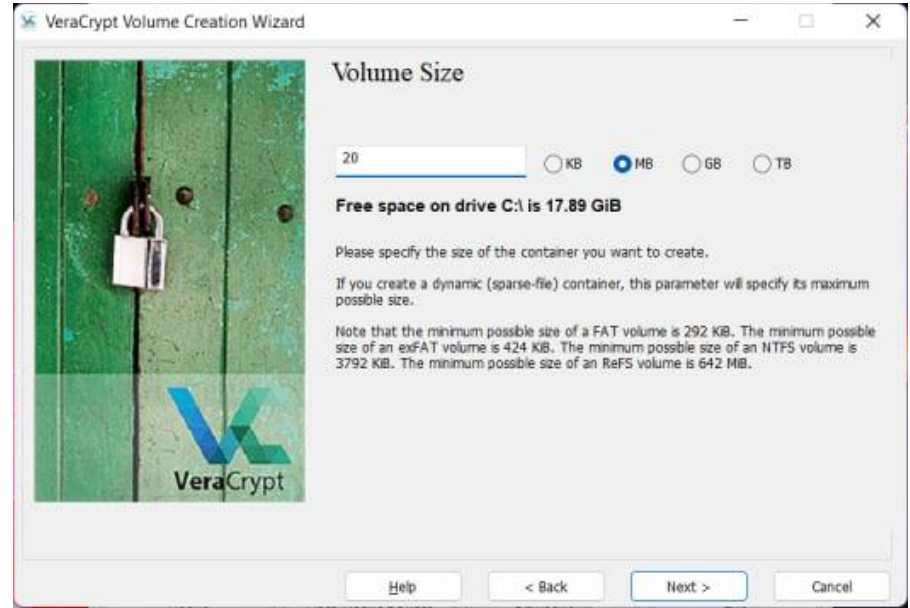 VeraCrypt Volume Creation Wizard
Volume Size
20
KB
MB
GB
TB
Free space on drive C:\ is 17.89 GiB
Please specify the size of the container you want to create.
If you create a dynamic (sparse-file) container, this parameter will specify its maximum
possible size.
Note that the minimum possible size of a FAT volume is 292 KiB. The minimum possible
size of an exFAT volume is 424 KiB. The minimum possible size of an NTFS volume is
3792 KiB. The minimum possible size of an ReFS volume is 642 MiB.
VeraCrypt
Help
< Back
Next >
Cancel